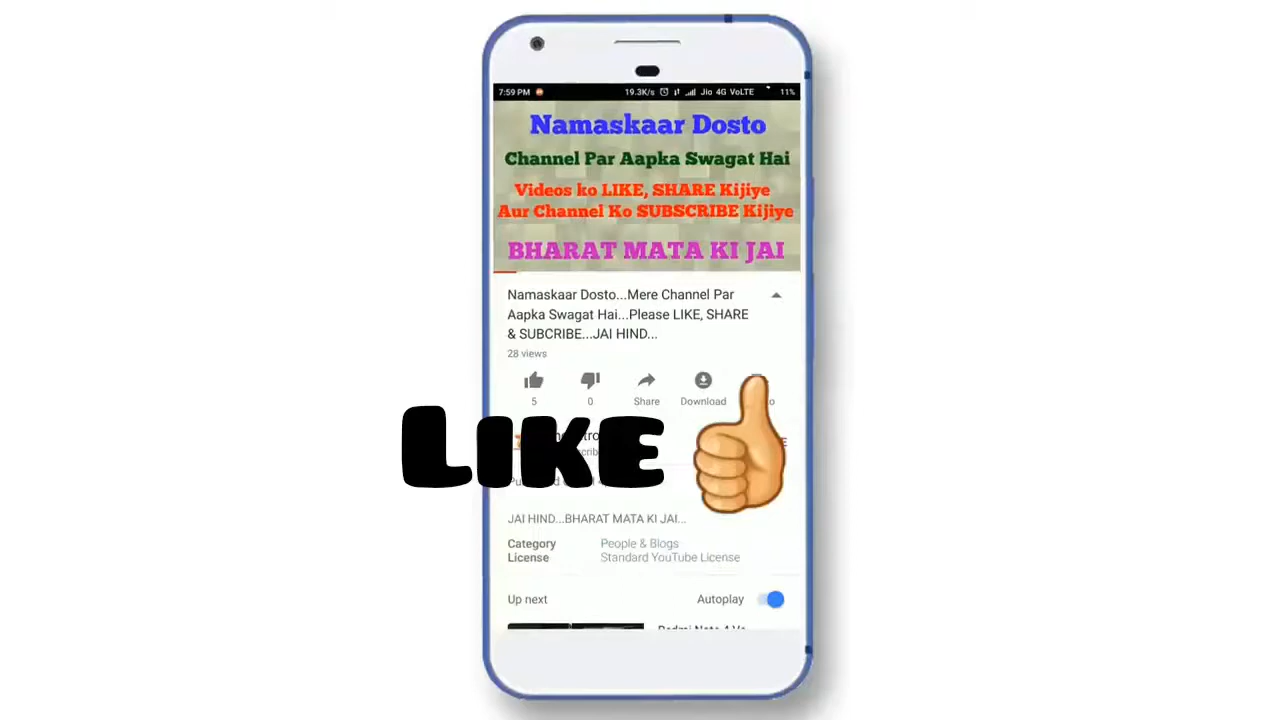 7:59 PM 19.3K/s Jio 4G VoLTE 11%
Namaskaar Dosto
Channel Par Aapka Swagat Hai
Videos ko LIKE, SHARE Kijiye
Aur Channel Ko SUBSCRIBE Kijiye
BHARAT MATA KI JAI
Namaskaar Dosto...Mere Channel Par
Aapka Swagat Hai...Please LIKE, SHARE
& SUBCRIBE...JAI HIND...
28 views
5 0 Share Download
LIKE
JAI HIND...BHARAT MATA KI JAI...
Category People & Blogs
License Standard YouTube License
Up next Autoplay